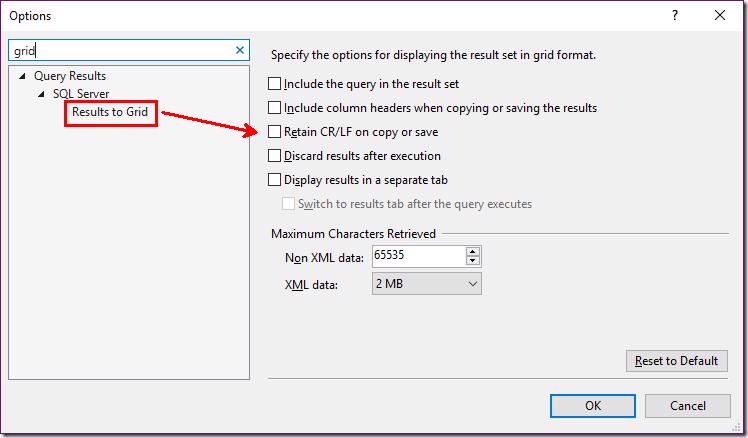 Options
?
grid
Query Results
SQL Server
Results to Grid
Specify the options for displaying the result set in grid format.
Include the query in the result set
Include column headers when copying or saving the results
Retain CR/LF on copy or save
Discard results after execution
Display results in a separate tab
Switch to results tab after the query executes
Maximum Characters Retrieved
Non XML data: 65535
XML data: 2 MB
Reset to Default
OK Cancel